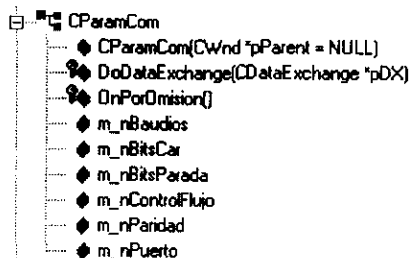 CParamCom
CParamCom(CWnd *pParent = NULL)
DoDataExchange(CDataExchange *pDX)
OnPorOmision()
m_nBaudios
m_nBitsCar
m_nBitsParada
m_nControlFlujo
m_nParidad
m_nPuerto